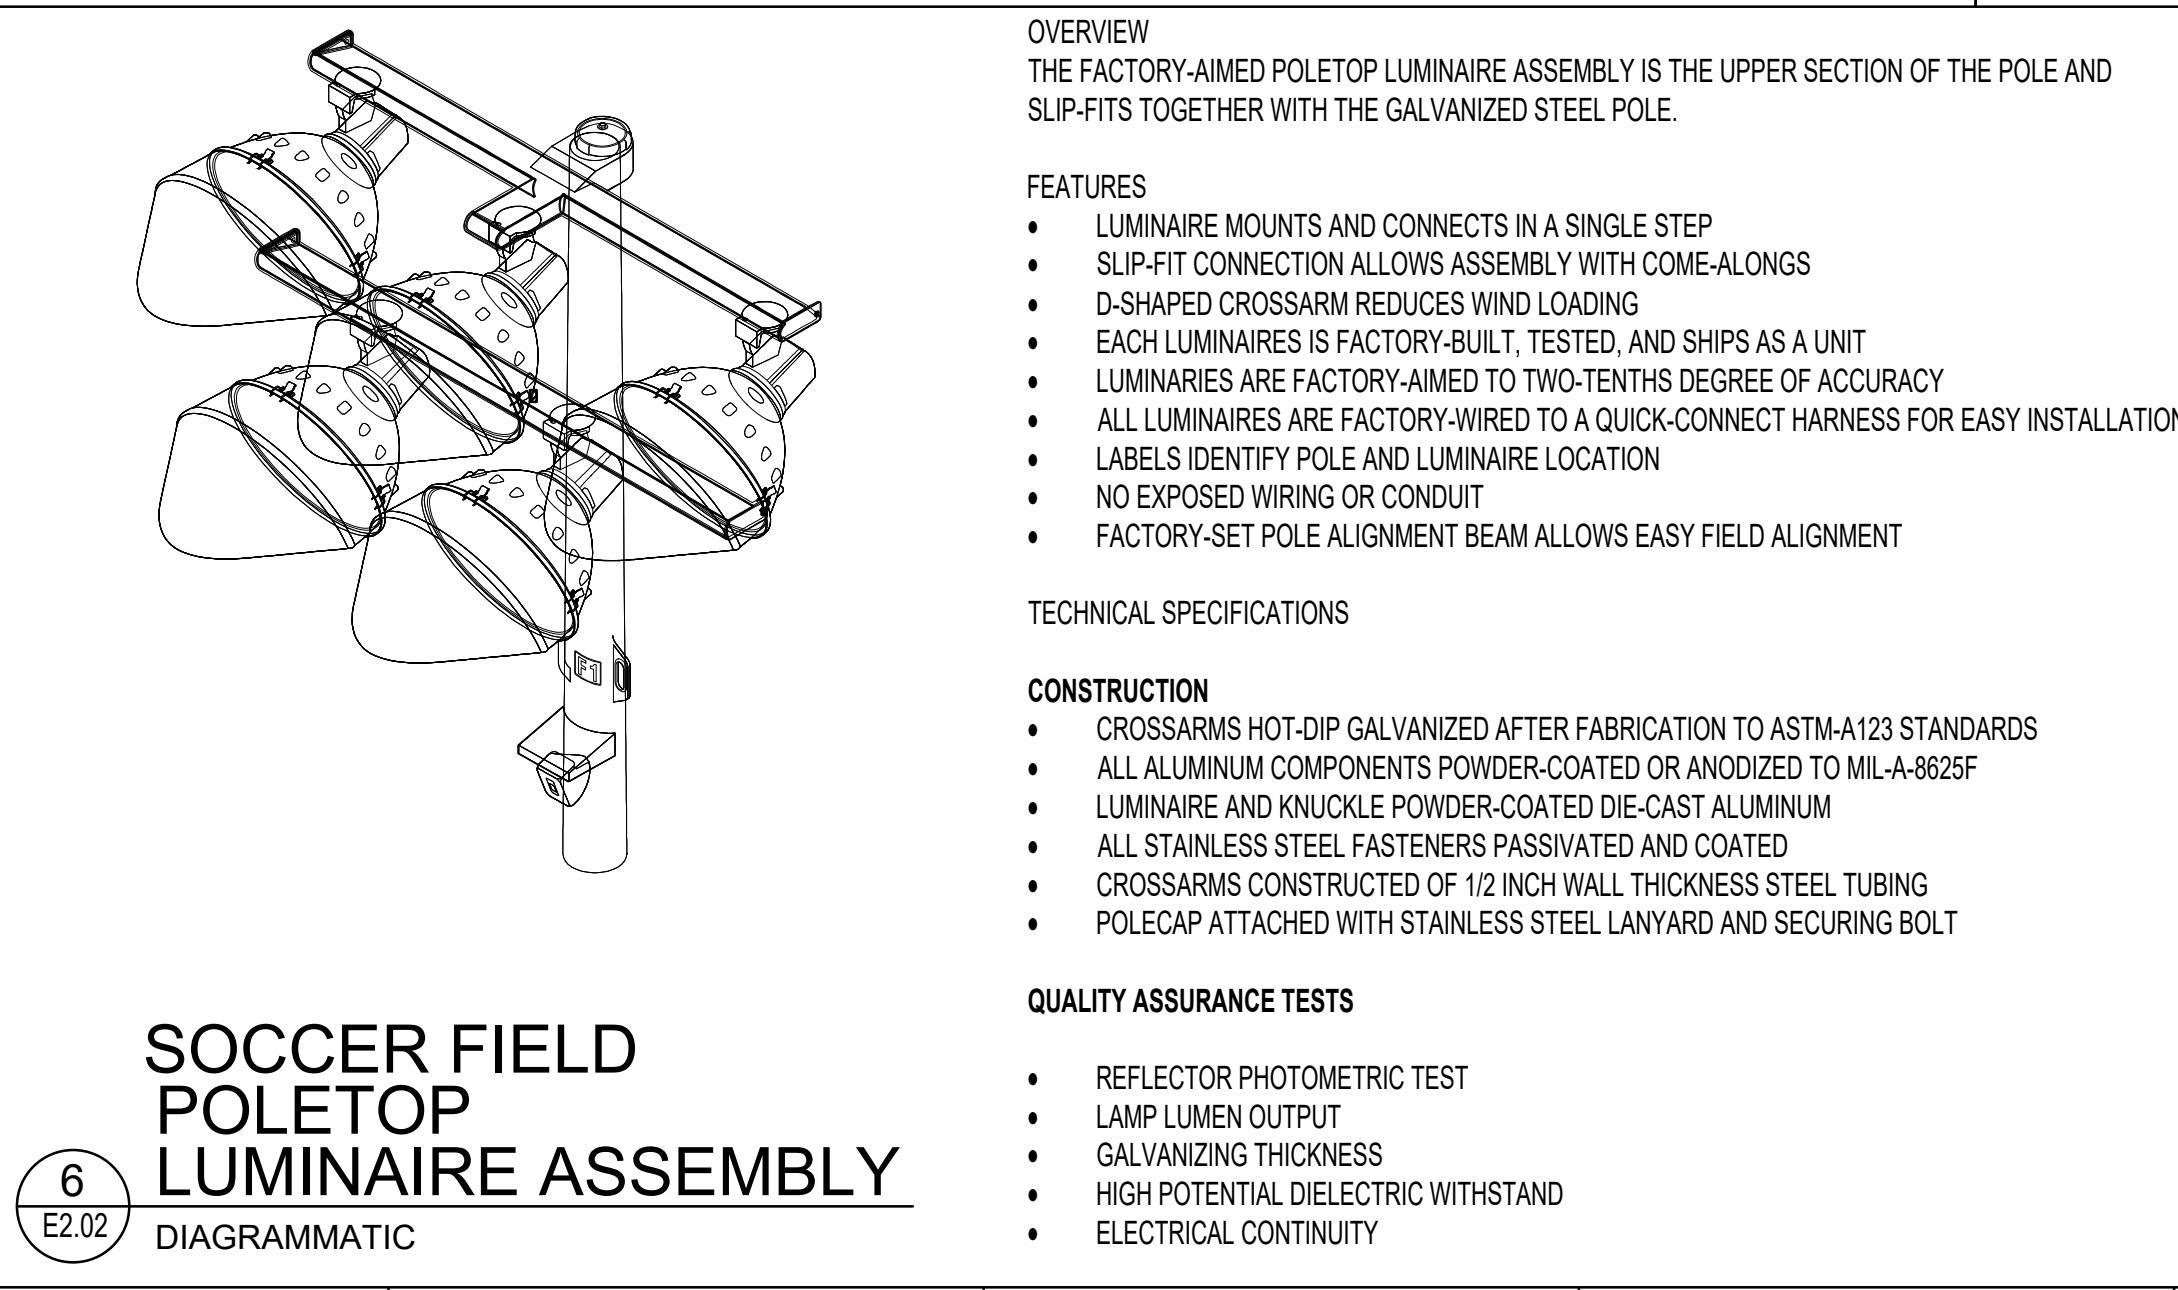 OVERVIEW
THE FACTORY-AIMED POLETOP LUMINAIRE ASSEMBLY IS THE UPPER SECTION OF THE POLE AND
SLIP-FITS TOGETHER WITH THE GALVANIZED STEEL POLE.
FEATURES
• LUMINAIRE MOUNTS AND CONNECTS IN A SINGLE STEP
• SLIP-FIT CONNECTION ALLOWS ASSEMBLY WITH COME-ALONGS
• D-SHAPED CROSSARM REDUCES WIND LOADING
• EACH LUMINAIRES IS FACTORY-BUILT, TESTED, AND SHIPS AS A UNIT
• LUMINARIES ARE FACTORY-AIMED TO TWO-TENTHS DEGREE OF ACCURACY
• ALL LUMINAIRES ARE FACTORY-WIRED TO A QUICK-CONNECT HARNESS FOR EASY INSTALLATION
• LABELS IDENTIFY POLE AND LUMINAIRE LOCATION
• NO EXPOSED WIRING OR CONDUIT
• FACTORY-SET POLE ALIGNMENT BEAM ALLOWS EASY FIELD ALIGNMENT
TECHNICAL SPECIFICATIONS
CONSTRUCTION
• CROSSARMS HOT-DIP GALVANIZED AFTER FABRICATION TO ASTM-A123 STANDARDS
• ALL ALUMINUM COMPONENTS POWDER-COATED OR ANODIZED TO MIL-A-8625F
• LUMINAIRE AND KNUCKLE POWDER-COATED DIE-CAST ALUMINUM
• ALL STAINLESS STEEL FASTENERS PASSIVATED AND COATED
• CROSSARMS CONSTRUCTED OF 1/2 INCH WALL THICKNESS STEEL TUBING
• POLECAP ATTACHED WITH STAINLESS STEEL LANYARD AND SECURING BOLT
QUALITY ASSURANCE TESTS
• REFLECTOR PHOTOMETRIC TEST
• LAMP LUMEN OUTPUT
• GALVANIZING THICKNESS
• HIGH POTENTIAL DIELECTRIC WITHSTAND
• ELECTRICAL CONTINUITY
F1
SOCCER FIELD
POLETOP
LUMINAIRE ASSEMBLY
6
E2.02
DIAGRAMMATIC